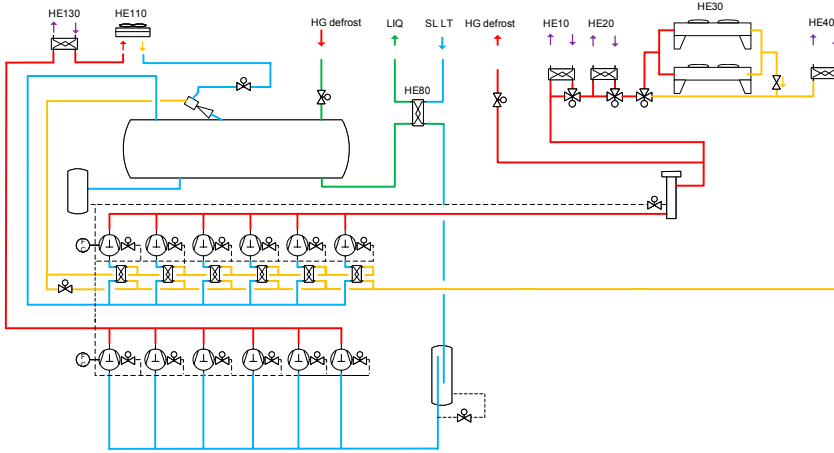 HE130
HE110
HG defrost
LIQ
SL LT
HG defrost
HE10
HE20
HE30
HE40
HE80
F
C
F
C